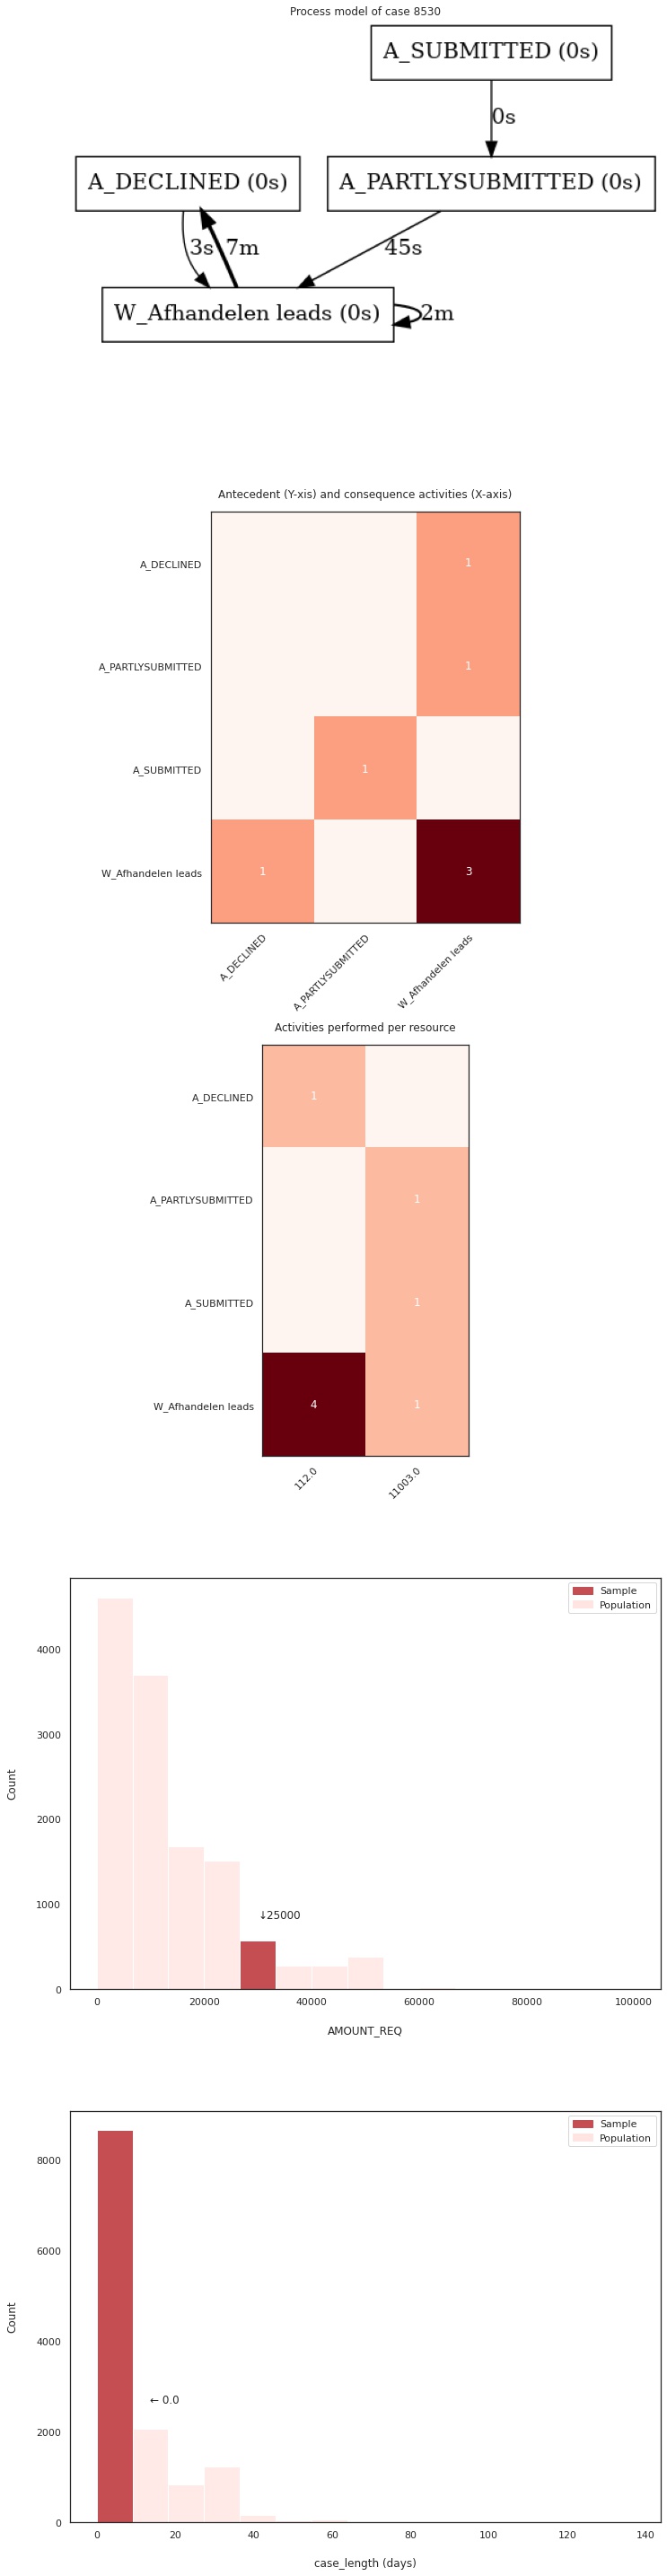 Process model of case 8530
A_SUBMITTED (0s)
0s
A_DECLINED (0s)
A_PARTLYSUBMITTED (0s)
3s
7m
45s
W_Afhandelen leads (0s)
2m
Antecedent (Y-xis) and consequence activities (X-axis)
A_DECLINED
1
A_PARTLYSUBMITTED
1
A_SUBMITTED
1
W_Afhandelen leads
1
3
A_DECLINED
A_PARTLYSUBMITTED
W_Afhandelen leads
Activities performed per resource
A_DECLINED
1
A_PARTLYSUBMITTED
1
A_SUBMITTED
1
W_Afhandelen leads
4
1
112.0
11003.0
Sample
Population
4000
3000
2000
1000
0
Count
↓25000
0
20000
40000
60000
80000
100000
AMOUNT_REQ
Sample
Population
8000
6000
4000
2000
0
Count
← 0.0
0
20
40
60
80
100
120
140
case_length (days)